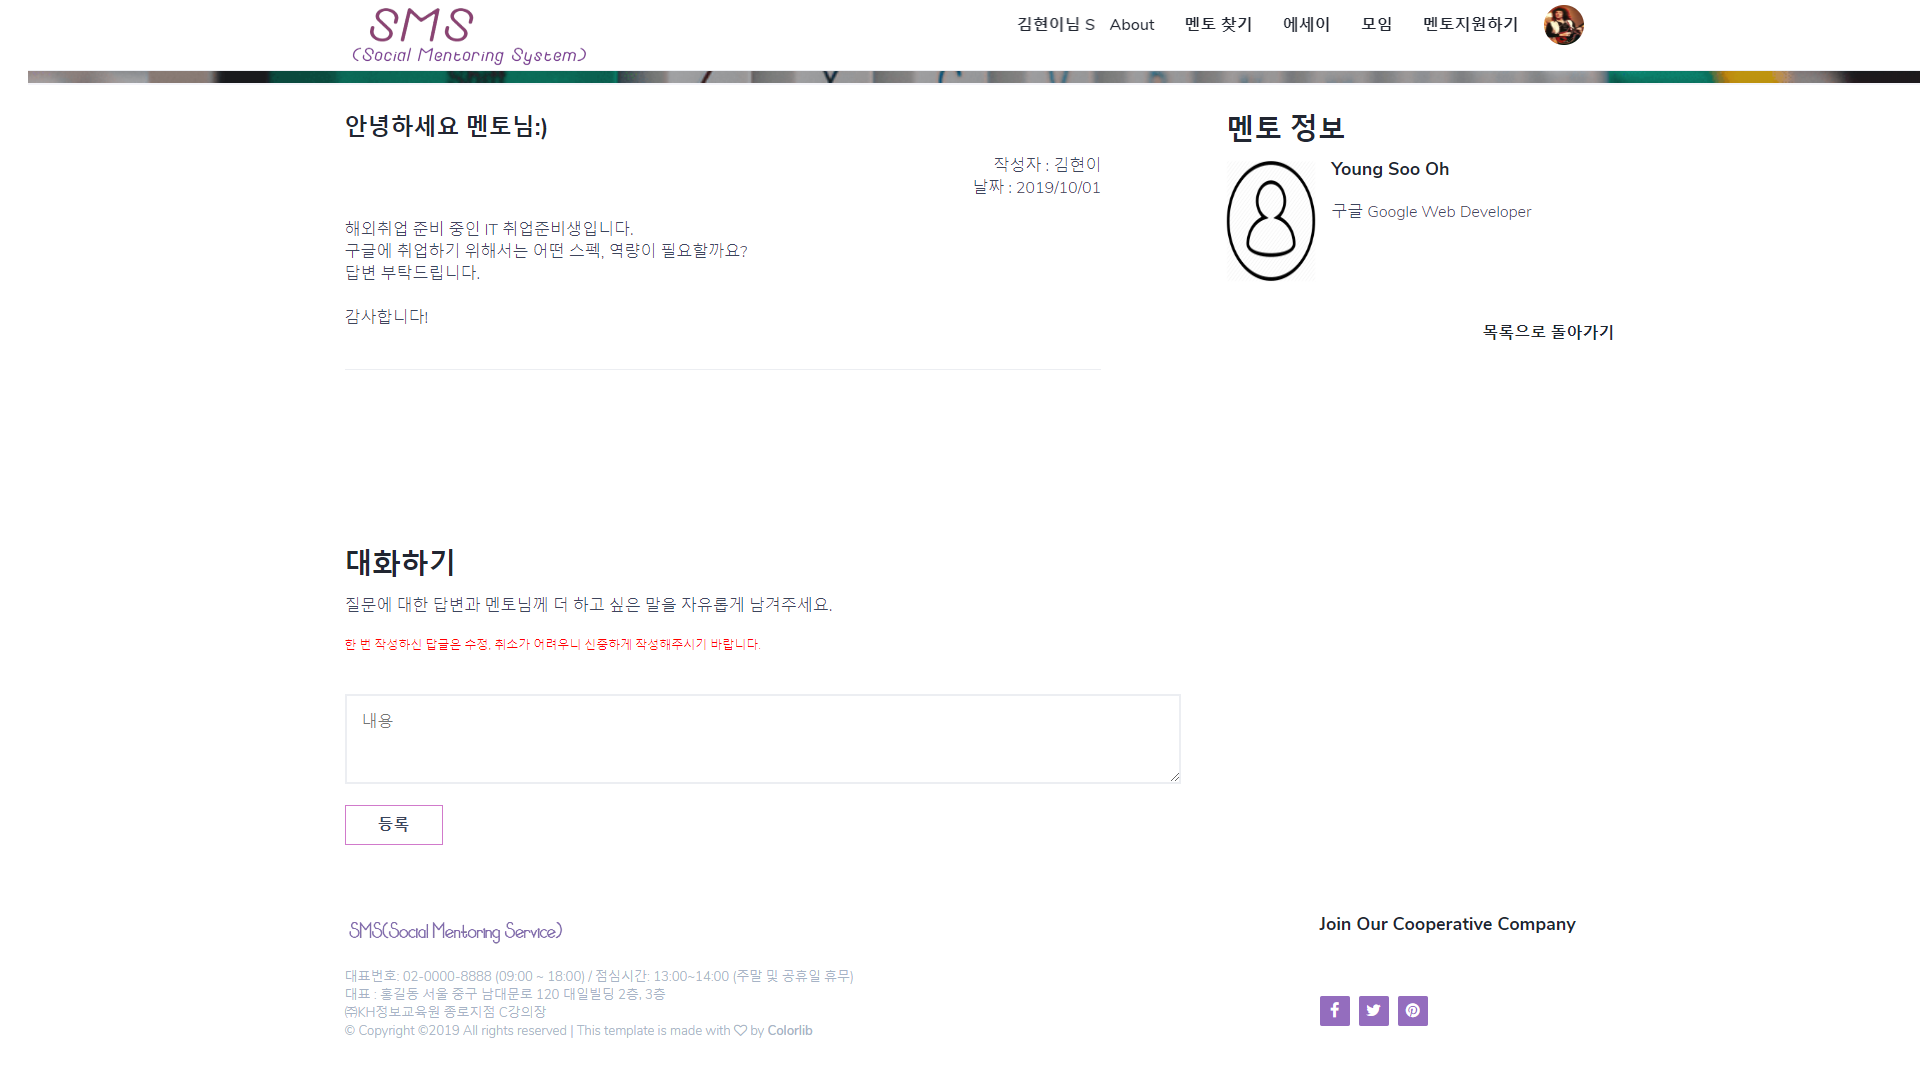 SMS
(Social Mentoring System)
김현이님 S About 멘토 찾기 에세이 모임 멘토지원하기
Shift
안녕하세요 멘토님:)
작성자 : 김현이
날짜 : 2019/10/01
해외취업 준비 중인 IT 취업준비생입니다.
구글에 취업하기 위해서는 어떤 스펙, 역량이 필요할까요?
답변 부탁드립니다.
감사합니다!
멘토 정보
Young Soo Oh
구글 Google Web Developer
목록으로 돌아가기
대화하기
질문에 대한 답변과 멘토님께 더 하고 싶은 말을 자유롭게 남겨주세요.
한 번 작성하신 답글은 수정, 취소가 어려우니 신중하게 작성해주시기 바랍니다.
내용
등록
SMS(Social Mentoring Service)
대표번호: 02-0000-8888 (09:00 ~ 18:00) / 점심시간: 13:00~14:00 (주말 및 공휴일 휴무)
대표 : 홍길동 서울 중구 남대문로 120 대일빌딩 2층, 3층
㈜KH정보교육원 종로지점 C강의장
© Copyright ©2019 All rights reserved | This template is made with ♡ by Colorlib
Join Our Cooperative Company